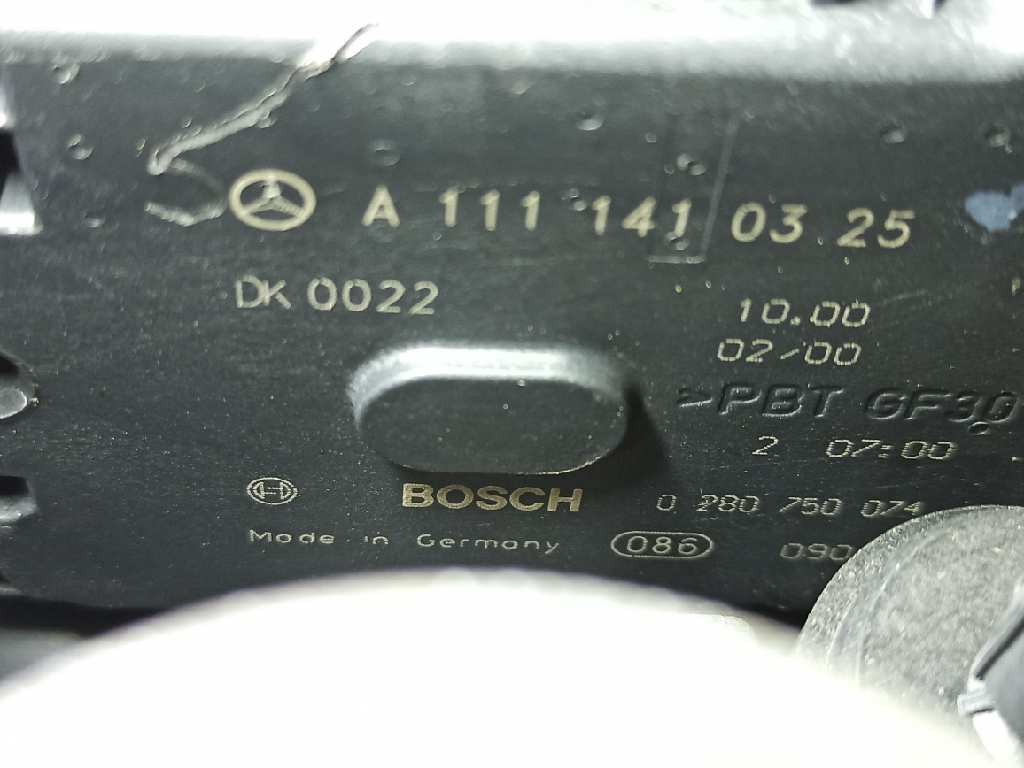 A 111 141 03 25
DK 0022
10.00
02/00
>PBT GF30
2 07:00
BOSCH 0 280 750 074
Made in Germany 086 090